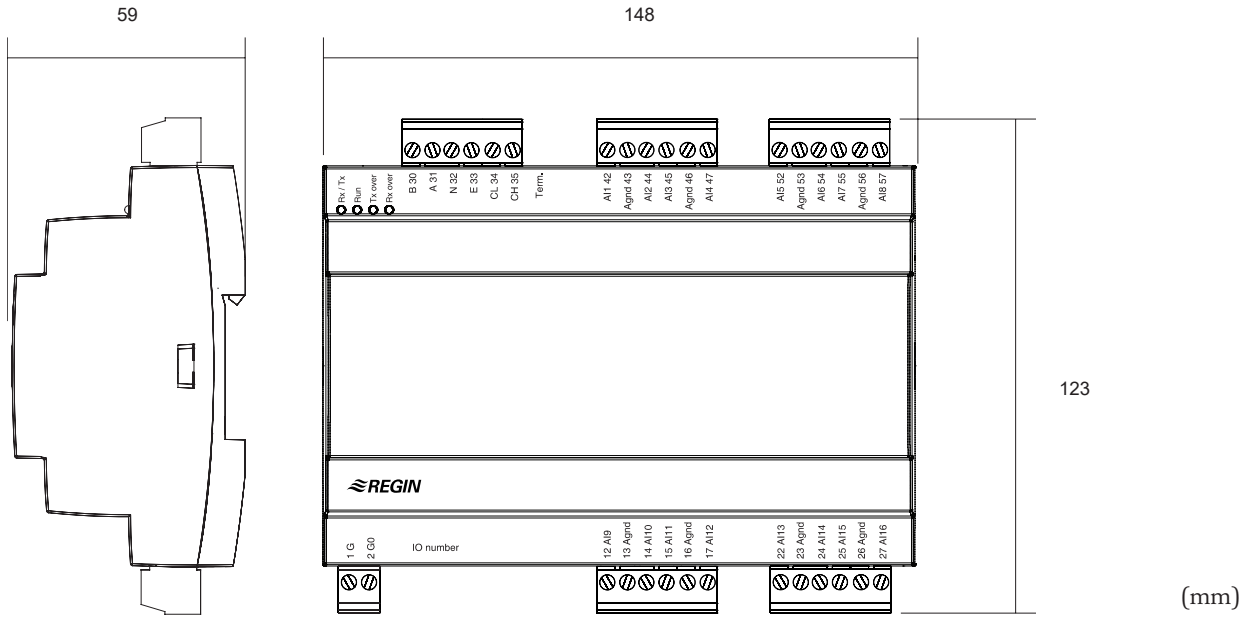 59
148
Rx / Tx
Run
Tx over
Rx over
B 30
A 31
N 32
E 33
CL 34
CH 35
Term.
AI1 42
Agnd 43
AI2 44
AI3 45
Agnd 46
AI4 47
AI5 52
Agnd 53
AI6 54
AI7 55
Agnd 56
AI8 57
123
REGIN
1 G
2 G0
IO number
12 AI9
13 Agnd
14 AI10
15 AI11
16 Agnd
17 AI12
22 AI13
23 Agnd
24 AI14
25 AI15
26 Agnd
27 AI16
(mm)